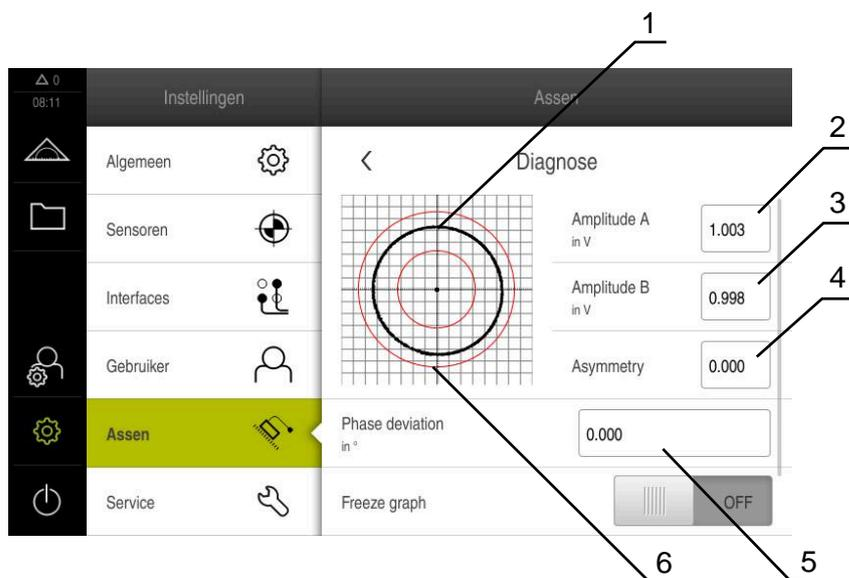 1
0
08:11
Instellingen
Assen
2
Algemeen
Diagnose
Sensoren
Amplitude A
in V
1.003
3
Interfaces
Amplitude B
in V
0.998
4
Gebruiker
Asymmetry
0.000
Assen
Phase deviation
in °
0.000
Service
Freeze graph
OFF
6
5